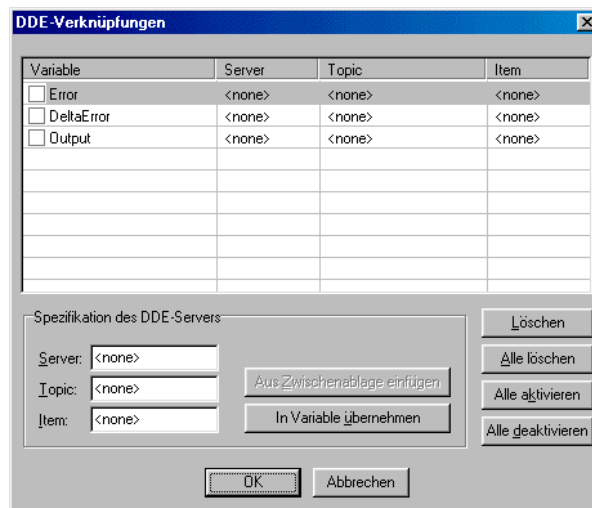 DDE-Verknüpfungen
Variable Server Topic Item
Error <none> <none> <none>
DeltaError <none> <none> <none>
Output <none> <none> <none>
Spezifikation des DDE-Servers
Server: <none>
Topic: <none>
Item: <none>
Aus Zwischenablage einfügen
In Variable übernehmen
Löschen
Alle löschen
Alle aktivieren
Alle deaktivieren
OK Abbrechen